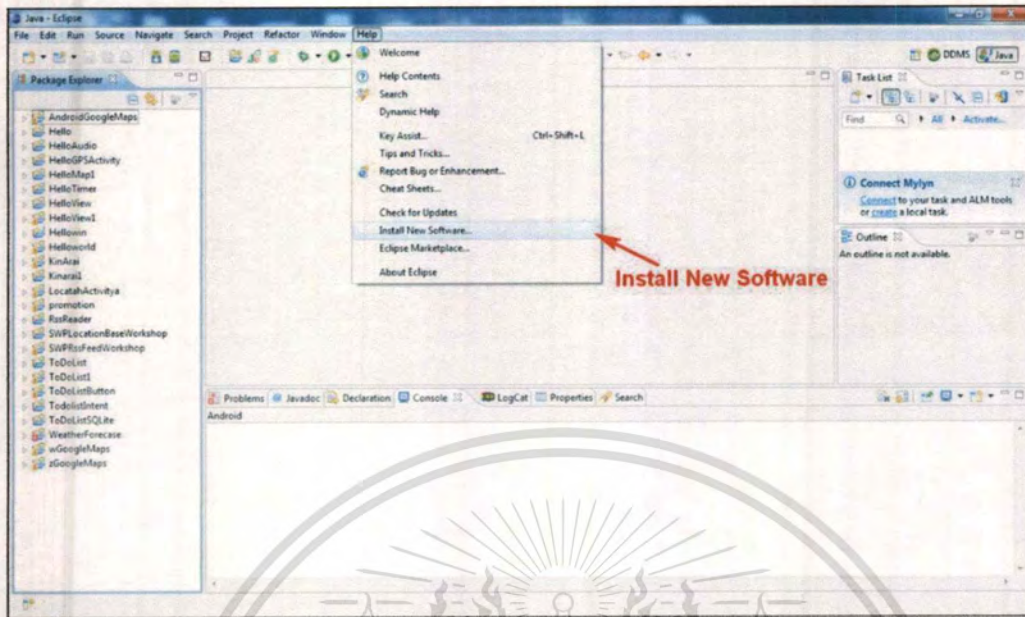 Java - Eclipse
File Edit Run Source Navigate Search Project Refactor Window Help
DDMS Java
Package Explorer
AndroidGoogleMaps
Hello
HelloAudio
HelloGPSActivity
HelloMap1
HelloTimer
HelloView
HelloView1
Hellowin
Helloworld
KinArai
Kinarai1
LocatahActivitya
promotion
RssReader
SWPLocationBaseWorkshop
SWPRssFeedWorkshop
ToDoList
ToDoList1
ToDoListButton
TodolistIntent
ToDoListSQLite
WeatherForecase
wGoogleMaps
zGoogleMaps
Welcome
Help Contents
Search
Dynamic Help
Key Assist... Ctrl+Shift+L
Tips and Tricks...
Report Bug or Enhancement...
Cheat Sheets...
Check for Updates
Install New Software...
Eclipse Marketplace...
About Eclipse
Install New Software
Task List
Find All Activate...
Connect Mylyn
Connect to your task and ALM tools
or create a local task.
Outline
An outline is not available.
Problems Javadoc Declaration Console LogCat Properties Search
Android